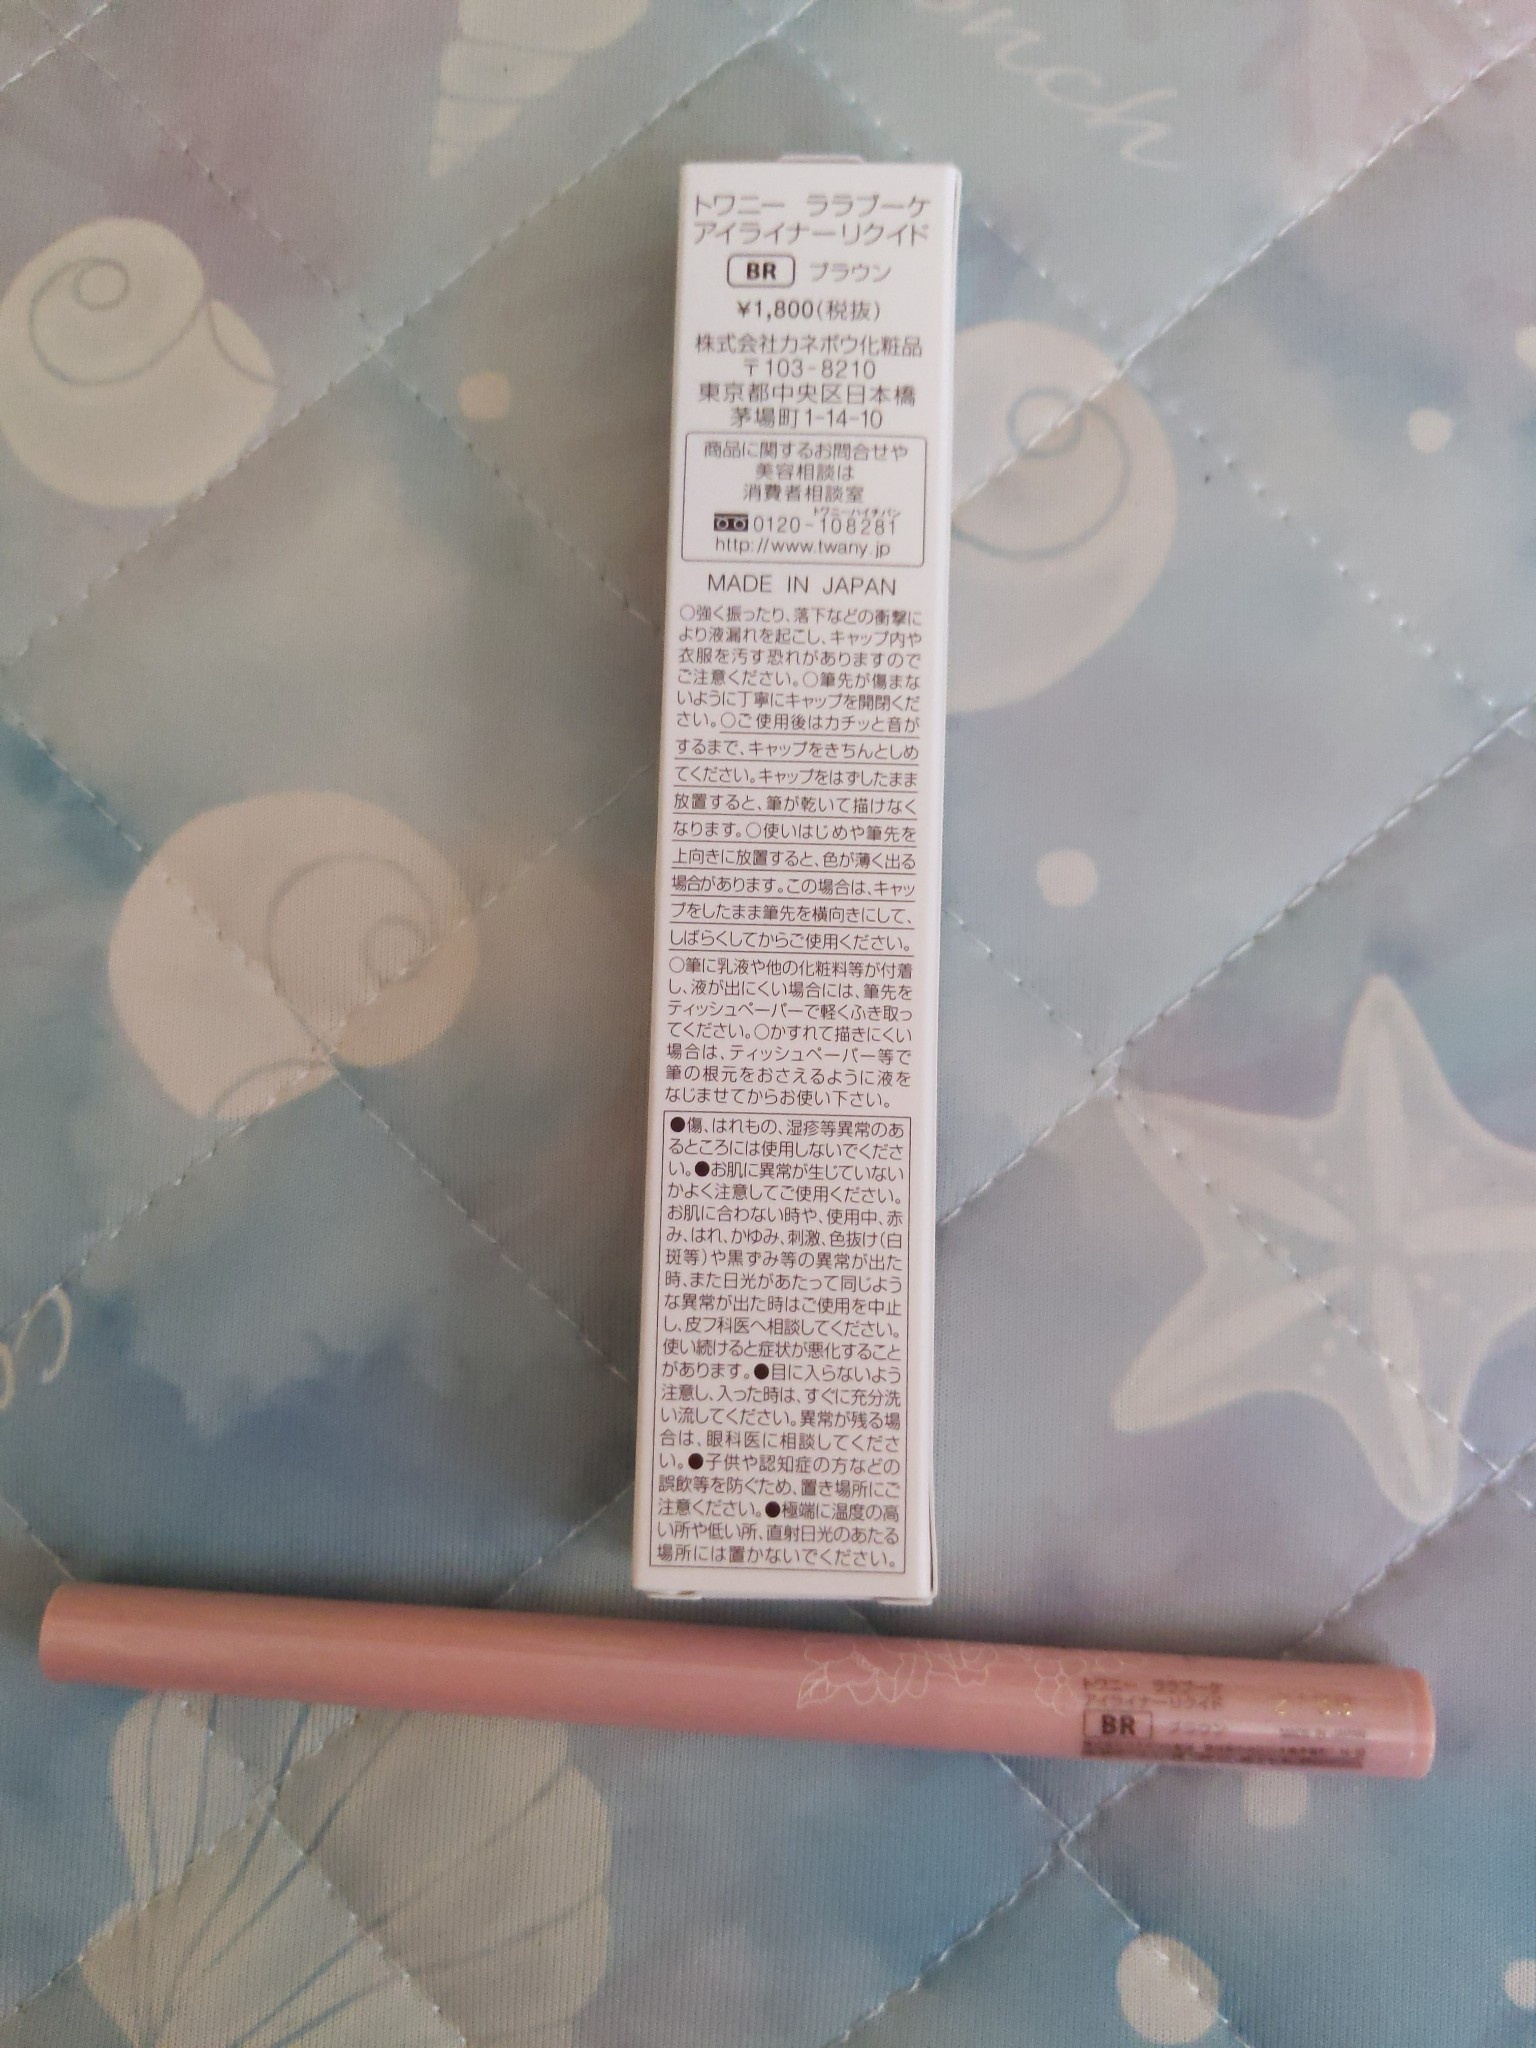 onch
トワニー ララブーケ
アイライナーリクイド
BR ブラウン
¥1,800(税抜)
株式会社カネボウ化粧品
〒103-8210
東京都中央区日本橋
茅場町1-14-10
商品に関するお問合せや
美容相談は
消費者相談室
トワニーハイチバン
0120-108281
http://www.twany.jp
MADE IN JAPAN
○強く振ったり、落下などの衝撃に
より液漏れを起こし、キャップ内や
衣服を汚す恐れがありますので
ご注意ください。○筆先が傷まな
いように丁寧にキャップを開閉くだ
さい。○ご使用後はカチッと音が
するまで、キャップをきちんとしめ
てください。キャップをはずしたまま
放置すると、筆が乾いて描けなく
なります。○使いはじめや筆先を
上向きに放置すると、色が薄く出る
場合があります。この場合は、キャッ
プをしたまま筆先を横向きにして、
しばらくしてからご使用ください。
○筆に乳液や他の化粧料等が付着
し、液が出にくい場合には、筆先を
ティッシュペーパーで軽くふき取っ
てください。○かすれて描きにくい
場合は、ティッシュペーパー等で
筆の根元をおさえるように液を
なじませてからお使い下さい。
●傷、はれもの、湿疹等異常のあ
るところには使用しないでくださ
い。●お肌に異常が生じていない
かよく注意してご使用ください。
お肌に合わない時や、使用中、赤
み、はれ、かゆみ、刺激、色抜け(白
斑等)や黒ずみ等の異常が出た
時、また日光があたって同じよう
な異常が出た時はご使用を中止
し、皮フ科医へ相談してください。
使い続けると症状が悪化すること
があります。●目に入らないよう
注意し、入った時は、すぐに充分洗
い流してください。異常が残る場
合は、眼科医に相談してくださ
い。●子供や認知症の方などの
誤飲等を防ぐため、置き場所にご
注意ください。●極端に温度の高
い所や低い所、直射日光のあたる
場所には置かないでください。
トワニー ララブーケ
アイライナーリクイド
BR ブラウン
MADE IN JAPAN